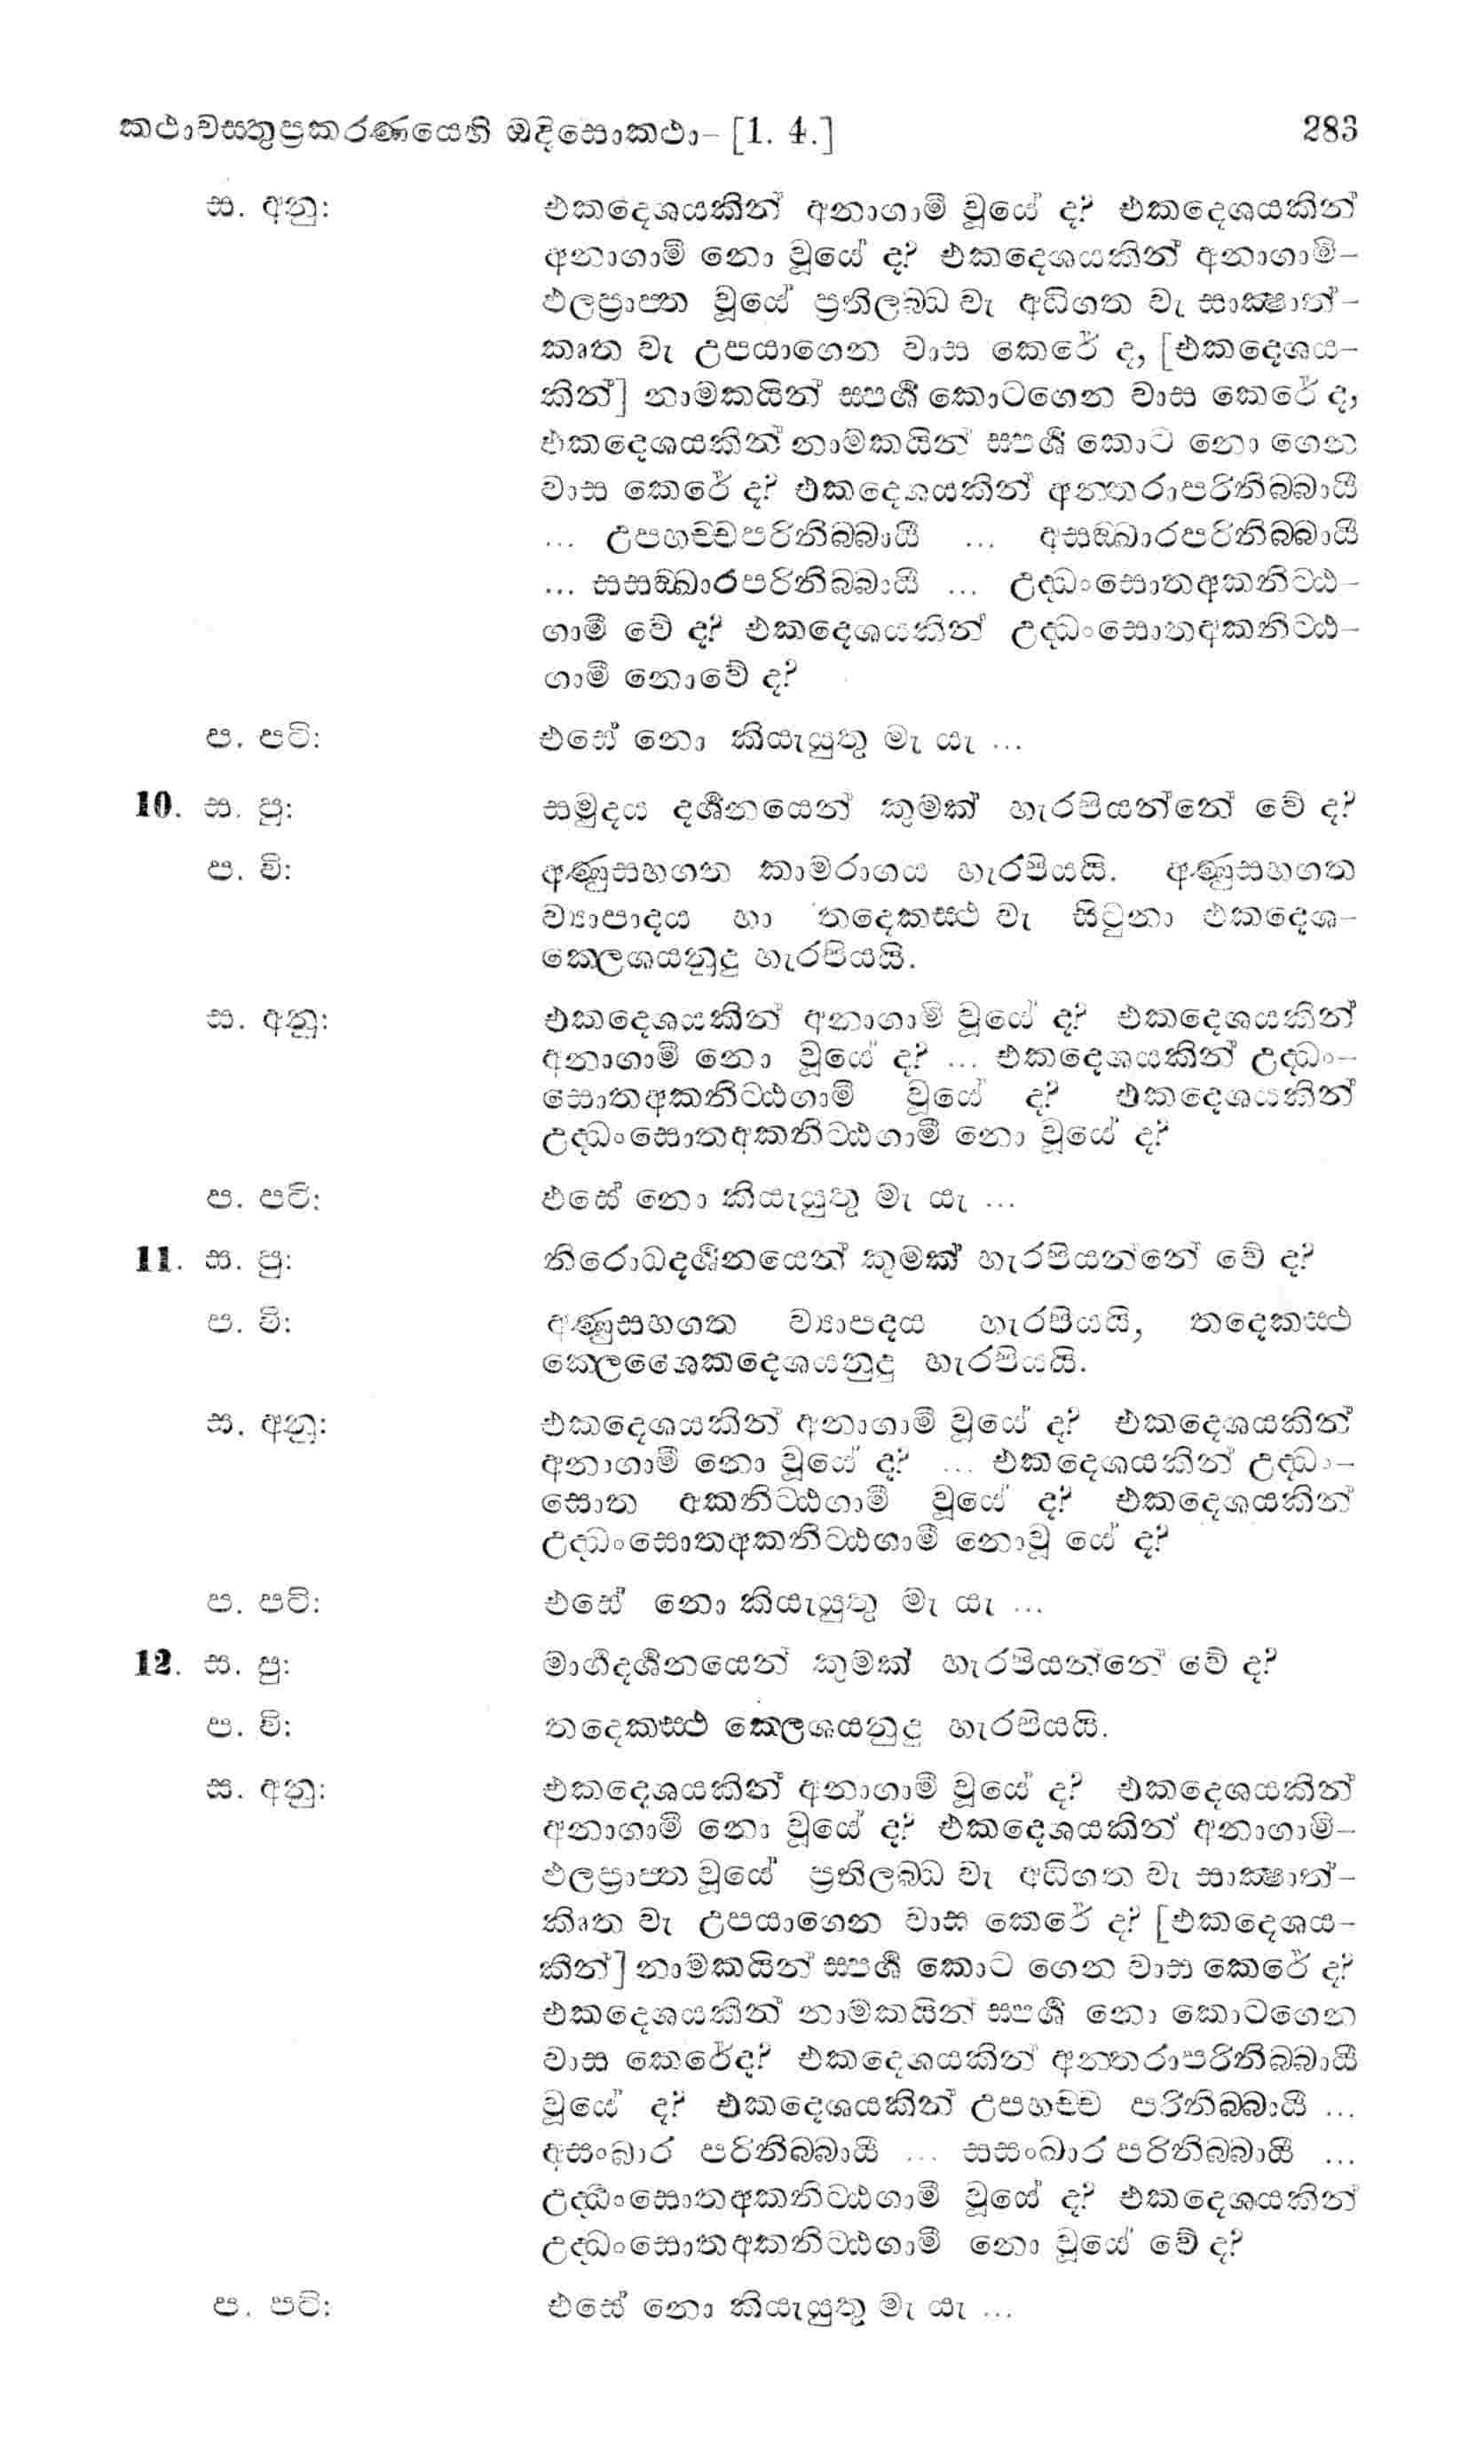 කථාවස්තුප්‍රකරණයෙහි ඔදිසොකථා- [1. 4.] 283
ස. අනු: එකදෙශයකින් අනාගාමි වූයේ ද? එකදෙශයකින්
අනාගාමී නො වූයේ ද? එකදෙශයකින් අනාගාමි-
ඵලප්‍රාප්ත වූයේ ප්‍රතිලබ්ධ වැ අධිගත වැ සාක්ෂාත්-
කෘත වැ උපයාගෙන වාස කෙරේ ද, [එකදෙශය-
කින්] නාමකයින් ස්පර්‍ශ කොටගෙන වාස කෙරේ ද,
එකදෙශයකින් නාමකයින් ස්පර්‍ශ කොට නො ගෙන
වාස කෙරේ ද? එකදෙශයකින් අන්තරාපරිනිබ්බායී
... උපහච්චපරිනිබ්බායී ... අසඞ්ඛාරපරිනිබ්බායී
... සසඞ්ඛාරපරිනිබ්බායී ... උද්ධංසොතඅකනිට්ඨ-
ගාමී වේ ද? එකදෙශයකින් උද්ධංසොතඅකනිට්ඨ-
ගාමී නොවේ ද?
ප. පටි: එසේ නො කියැයුතු මැ යැ ...
10. ස. පු: සමුදය දර්‍ශනයෙන් කුමක් හැරපියන්නේ වේ ද?
ප. වි: අණුසහගත කාමරාගය හැරපියයි. අණුසහගත
ව්‍යාපාදය හා තදෙකස්ථ වැ සිටුනා එකදෙශ-
ක්ලෙශයනුදු හැරපියයි.
ස. අනු: එකදෙශයකින් අනාගාමි වූයේ ද? එකදෙශයකින්
අනාගාමී නො වූයේ ද? ... එකදෙශයකින් උද්ධං-
සොතඅකනිට්ඨගාමී වූයේ ද? එකදෙශයකින්
උද්ධංසොතඅකනිට්ඨගාමී නො වූයේ ද?
ප. පටි: එසේ නො කියැයුතු මැ යැ ...
11. ස. පු: නිරොධදර්‍ශනයෙන් කුමක් හැරපියන්නේ වේ ද?
ප. වි: අණුසහගත ව්‍යාපදය හැරපියයි, තදෙකස්ථ
ක්ලෙශෛකදෙශයනුදු හැරපියයි.
ස. අනු: එකදෙශයකින් අනාගාමී වූයේ ද? එකදෙශයකින්
අනාගාමී නො වූයේ ද? ... එකදෙශයකින් උද්ධං-
සොත අකනිට්ඨගාමී වූයේ ද? එකදෙශයකින්
උද්ධංසොතඅකනිට්ඨගාමී නොවූ යේ ද?
ප. පටි: එසේ නො කියැයුතු මැ යැ ...
12. ස. පු: මාර්‍ගදර්‍ශනයෙන් කුමක් හැරපියන්නේ වේ ද?
ප. වි: තදෙකස්ථ ක්ලෙශයනුදු හැරපියයි.
ස. අනු: එකදෙශයකින් අනාගාමී වූයේ ද? එකදෙශයකින්
අනාගාමී නො වූයේ ද? එකදෙශයකින් අනාගාමි-
ඵලප්‍රාප්ත වූයේ ප්‍රතිලබ්ධ වැ අධිගත වැ සාක්ෂාත්-
කිෘත වැ උපයාගෙන වාස කෙරේ ද? [එකදෙශය-
කින්] නාමකයින් ස්පර්‍ශ කොට ගෙන වාස කෙරේ ද?
එකදෙශයකින් නාමකයින් ස්පර්‍ශ නො කොටගෙන
වාස කෙරේද? එකදෙශයකින් අන්තරාපරිනිබ්බායී
වූයේ ද? එකදෙශයකින් උපහච්ච පරිනිබ්බායී ...
අසංඛාර පරිනිබ්බායී ... සසංඛාර පරිනිබ්බායී ...
උද්ධංසොතඅකනිට්ඨගාමී වූයේ ද? එකදෙශයකින්
උද්ධංසොතඅකනිට්ඨගාමී නො වූයේ වේ ද?
ප. පටි: එසේ නො කියැයුතු මැ යැ ...